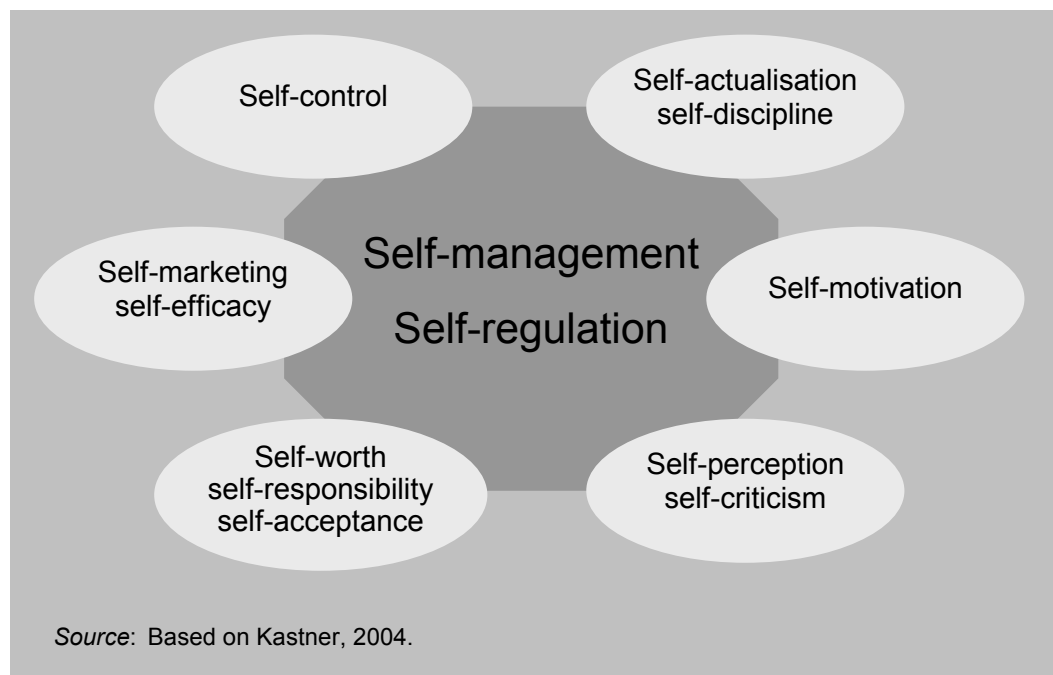 Self-control
Self-actualisation
self-discipline
Self-marketing
self-efficacy
Self-management
Self-regulation
Self-motivation
Self-worth
self-responsibility
self-acceptance
Self-perception
self-criticism
Source: Based on Kastner, 2004.